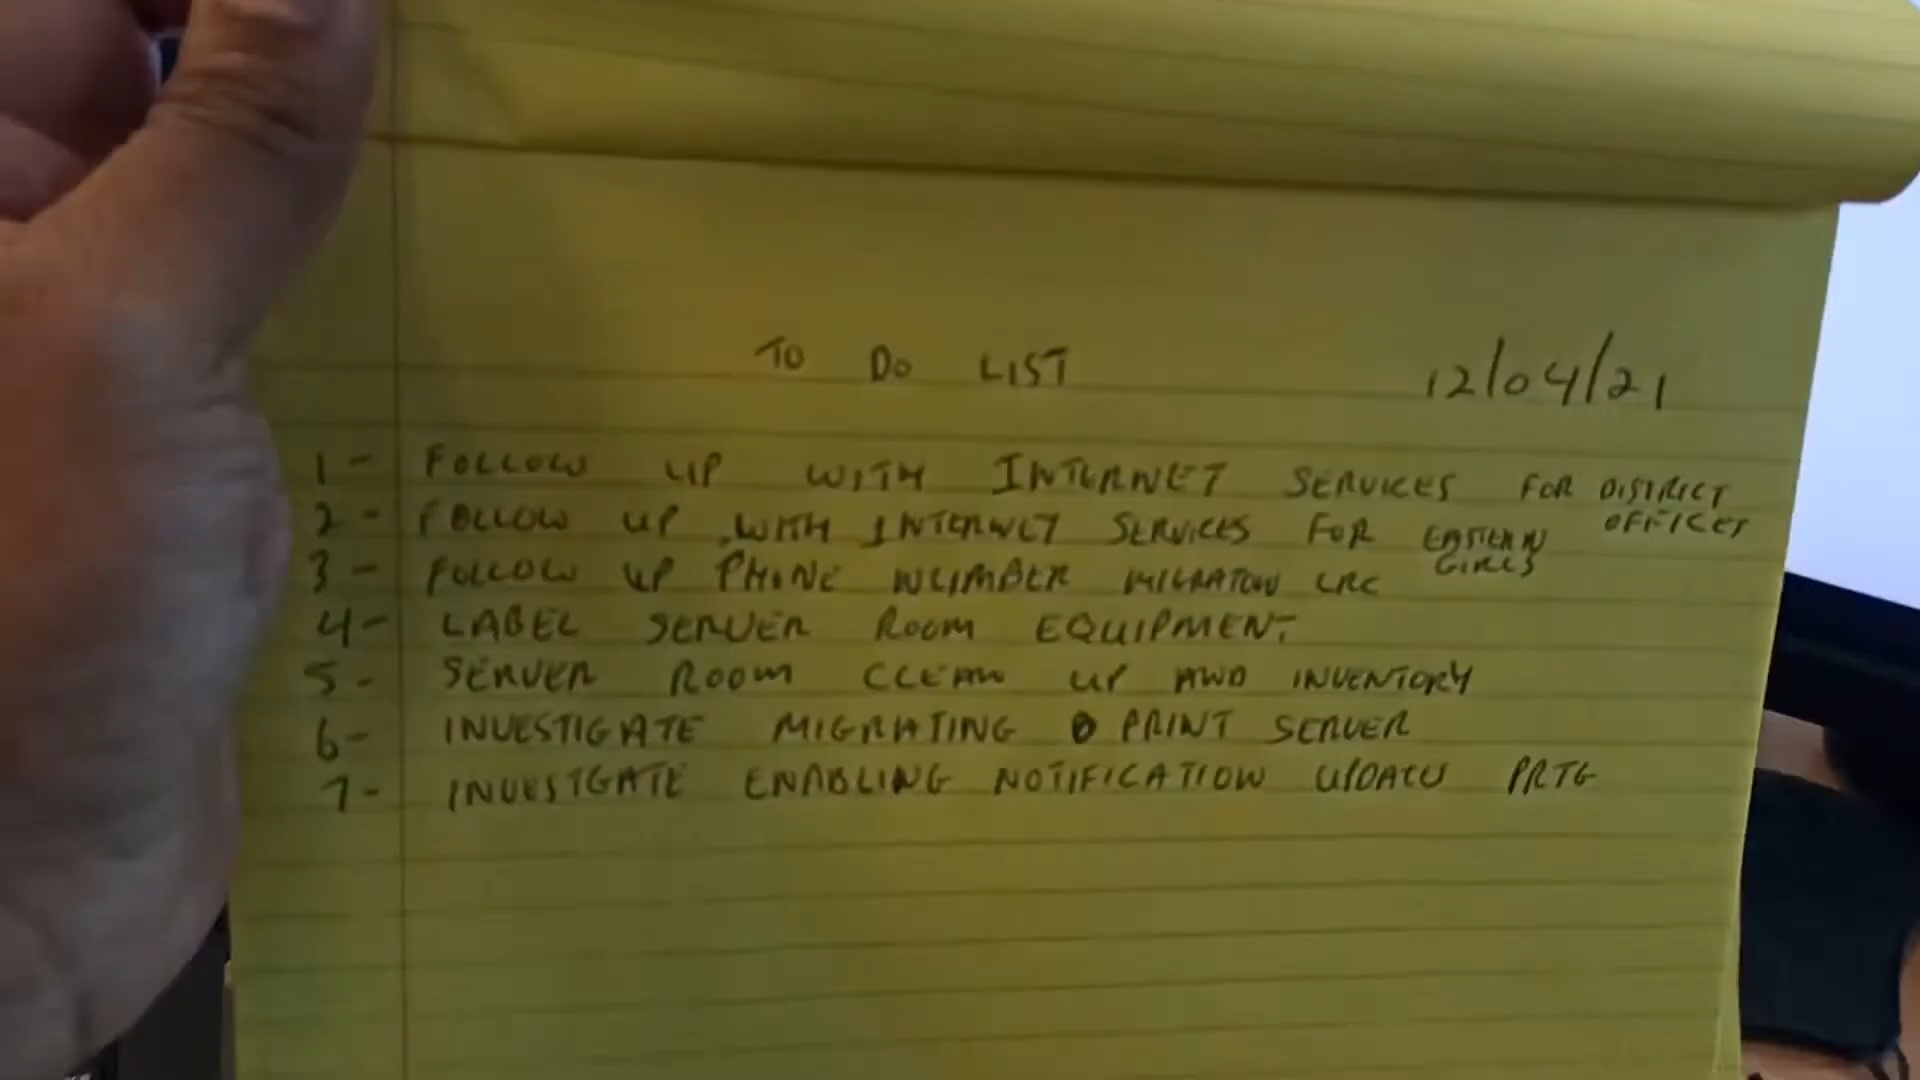 TO DO LIST 12/04/21
1- FOLLOW UP WITH INTERNET SERVICES FOR DISTRICT OFFICES
2- FOLLOW UP WITH INTERNET SERVICES FOR EASTERN GIRLS
3- FOLLOW UP PHONE NUMBER MIGRATION LRC
4- LABEL SERVER ROOM EQUIPMENT
5- SERVER ROOM CLEAN UP AND INVENTORY
6- INVESTIGATE MIGRATING PRINT SERVER
7- INVESTGATE ENABLING NOTIFICATION PRTG